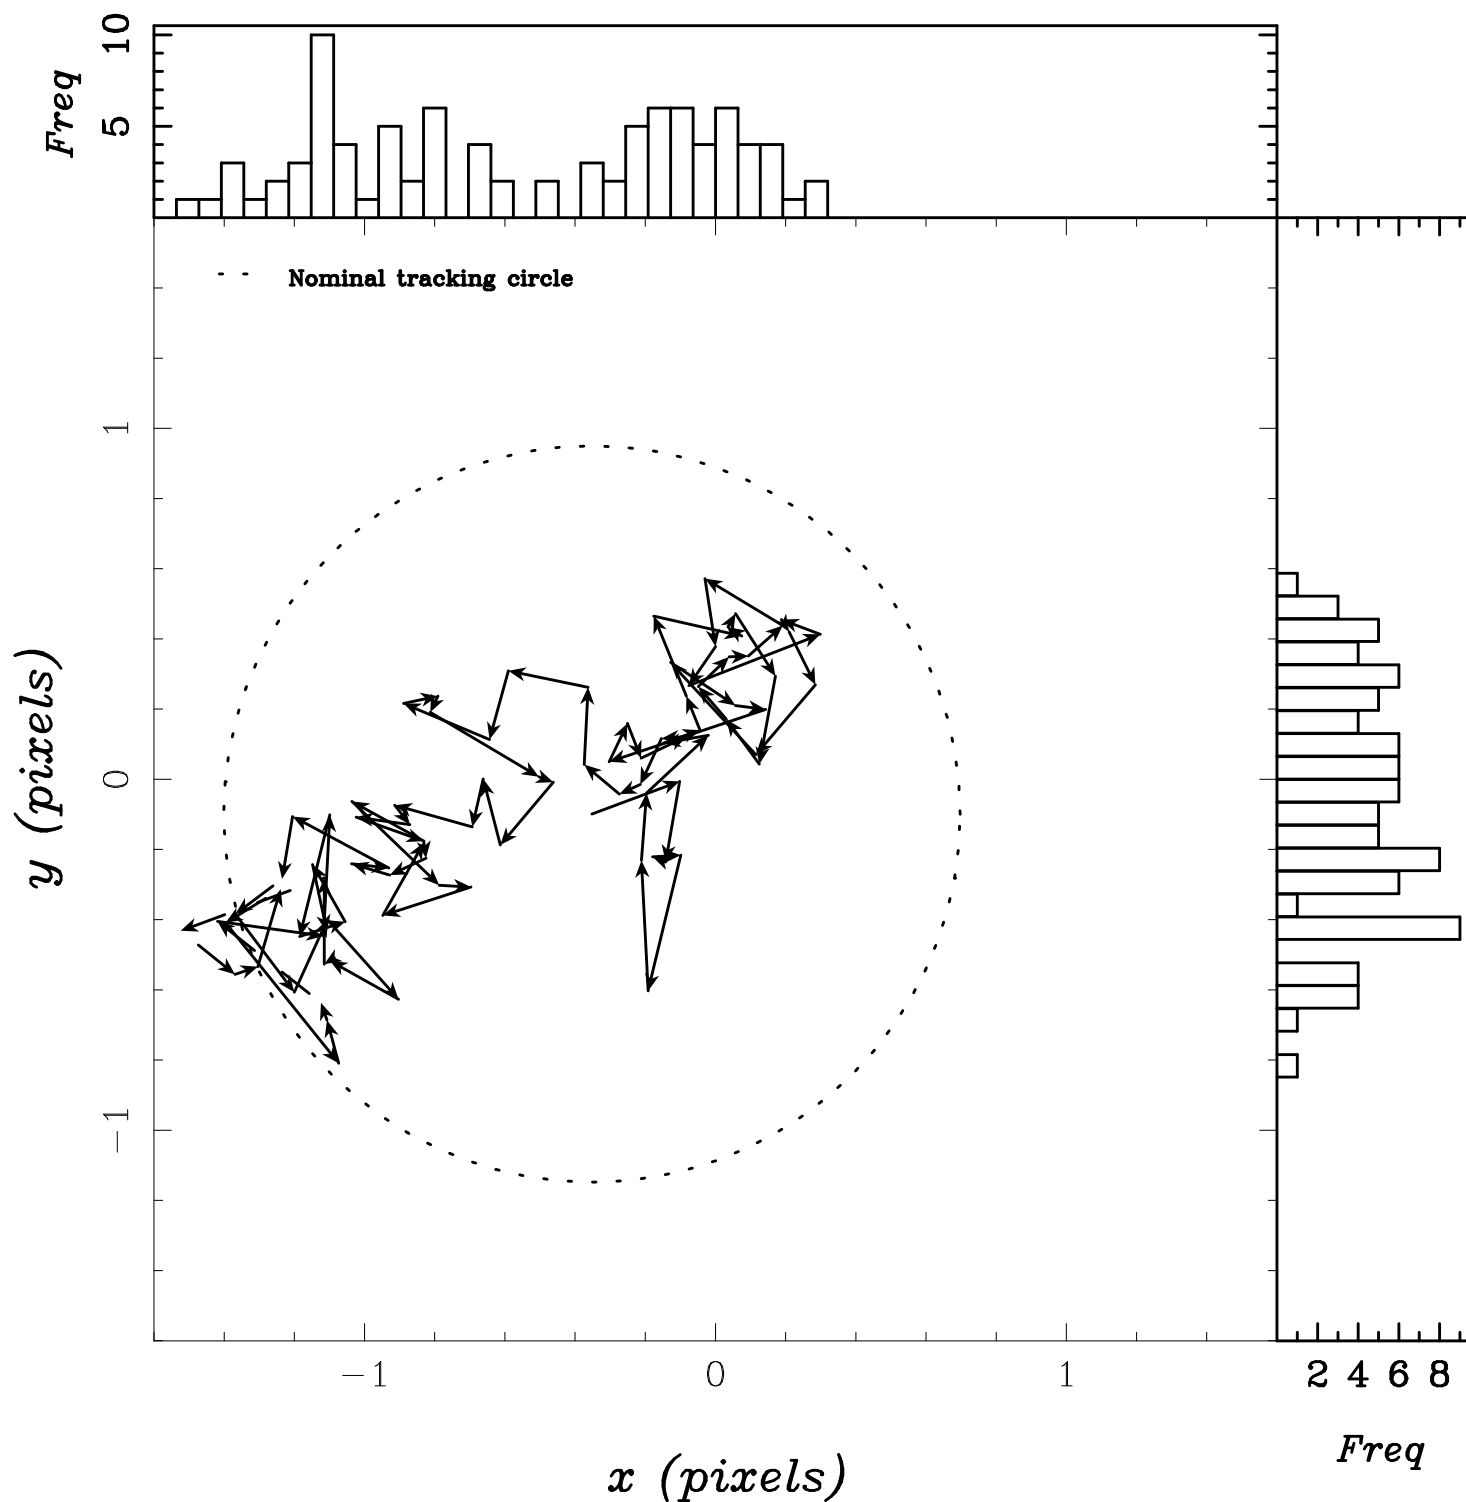 10
5
Freq
Nominal tracking circle
1
0
−1
y (pixels)
−1 0 1
2 4 6 8
x (pixels)
Freq